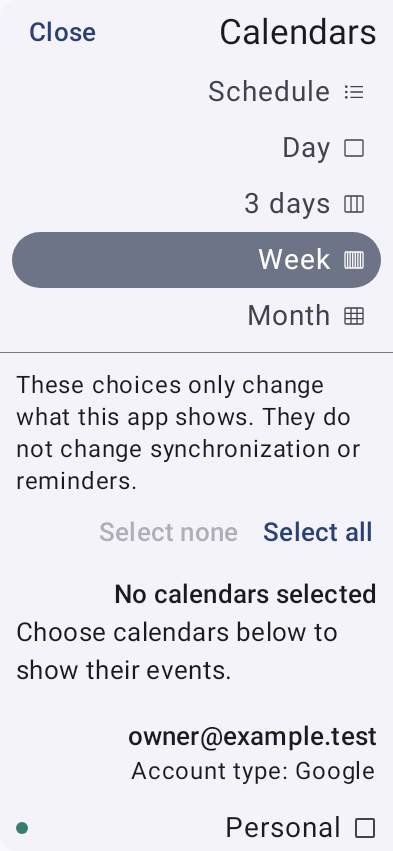 Close
Calendars
Schedule
Day
3 days
Week
Month
These choices only change
what this app shows. They do
not change synchronization or
reminders.
Select none
Select all
No calendars selected
Choose calendars below to
show their events.
owner@example.test
Account type: Google
Personal